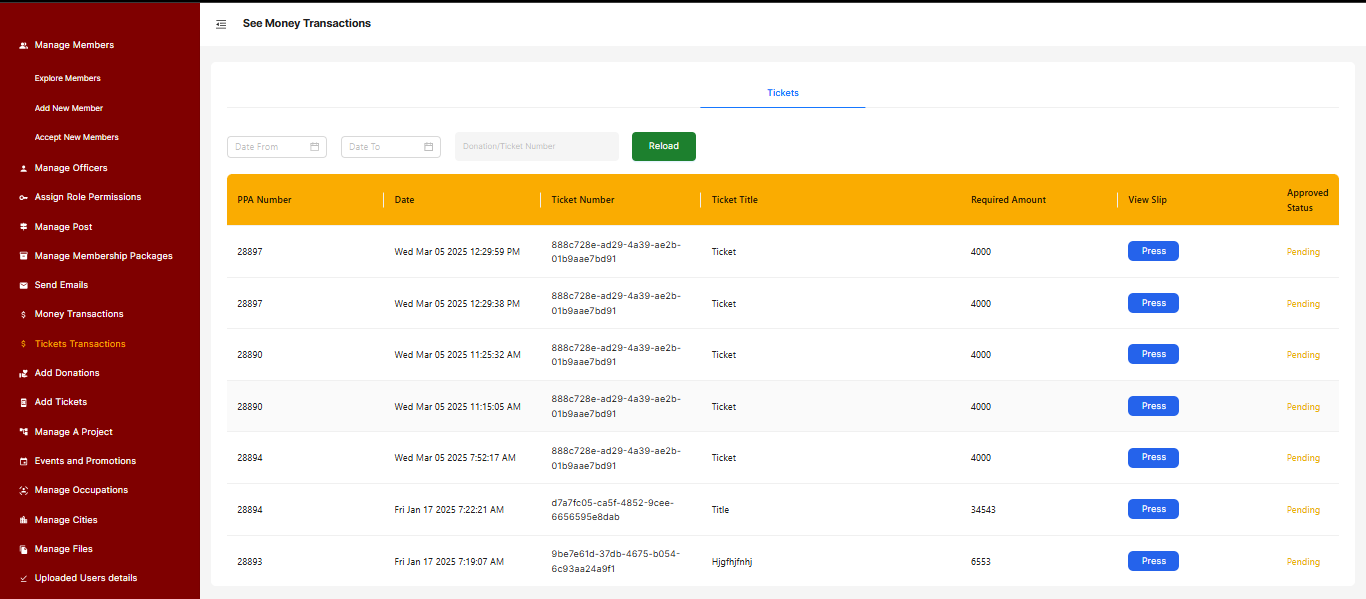 See Money Transactions
Manage Members
Explore Members
Add New Member
Accept New Members
Manage Officers
Assign Role Permissions
Manage Post
Manage Membership Packages
Send Emails
Money Transactions
Tickets Transactions
Add Donations
Add Tickets
Manage A Project
Events and Promotions
Manage Occupations
Manage Cities
Manage Files
Uploaded Users details
Tickets
Date From Date To Donation/Ticket Number Reload
PPA Number Date Ticket Number Ticket Title Required Amount View Slip Approved
Status
28897 Wed Mar 05 2025 12:29:59 PM 888c728e-ad29-4a39-ae2b-
01b9aae7bd91 Ticket 4000 Press Pending
28897 Wed Mar 05 2025 12:29:38 PM 888c728e-ad29-4a39-ae2b-
01b9aae7bd91 Ticket 4000 Press Pending
28890 Wed Mar 05 2025 11:25:32 AM 888c728e-ad29-4a39-ae2b-
01b9aae7bd91 Ticket 4000 Press Pending
28890 Wed Mar 05 2025 11:15:05 AM 888c728e-ad29-4a39-ae2b-
01b9aae7bd91 Ticket 4000 Press Pending
28894 Wed Mar 05 2025 7:52:17 AM 888c728e-ad29-4a39-ae2b-
01b9aae7bd91 Ticket 4000 Press Pending
28894 Fri Jan 17 2025 7:22:21 AM d7a7fc05-ca5f-4852-9cee-
6656595e8dab Title 34543 Press Pending
28893 Fri Jan 17 2025 7:19:07 AM 9be7e61d-37db-4675-b054-
6c93aa24a9f1 Hjgfhjfnhj 6553 Press Pending